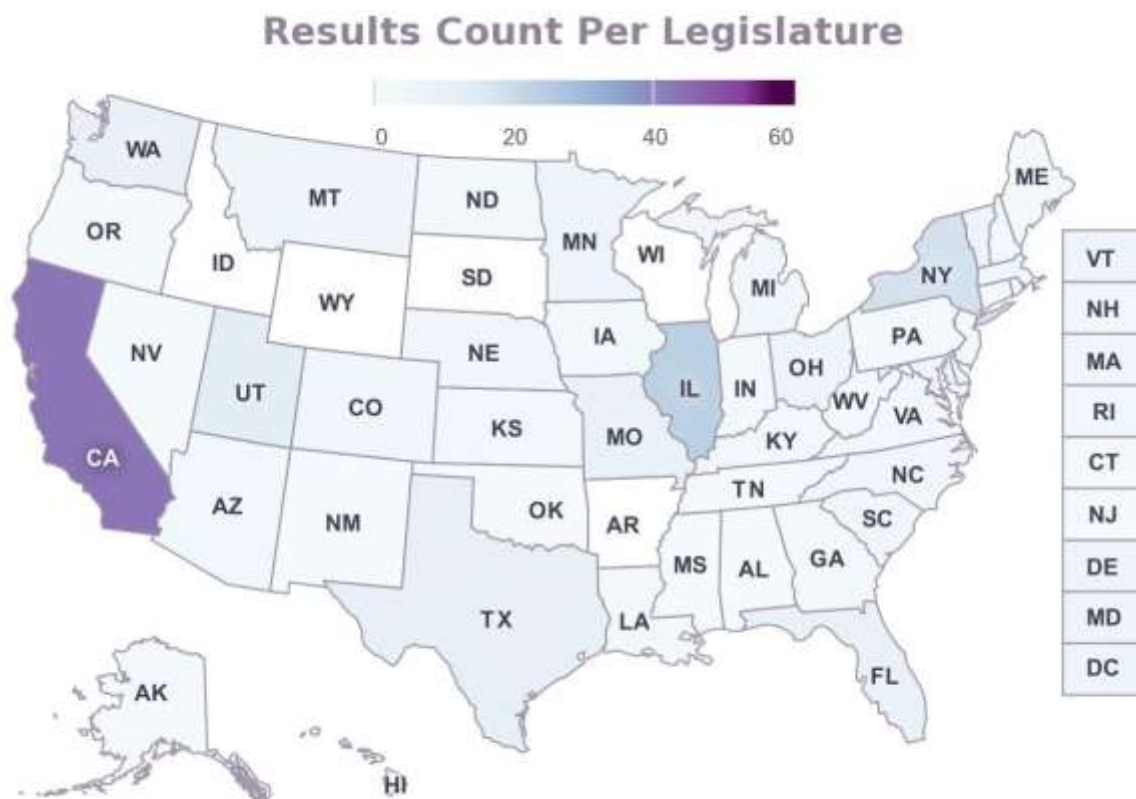 Results Count Per Legislature
0 20 40 60
WA
MT
ND
MN
ME
OR
ID
SD
WI
MI
NY
VT
WY
NH
NV
UT
NE
IA
PA
MA
CO
KS
MO
IL
IN
OH
WV
VA
RI
CA
KY
CT
AZ
NM
OK
AR
TN
NC
NJ
MS
AL
GA
SC
DE
TX
LA
MD
FL
DC
AK
HI